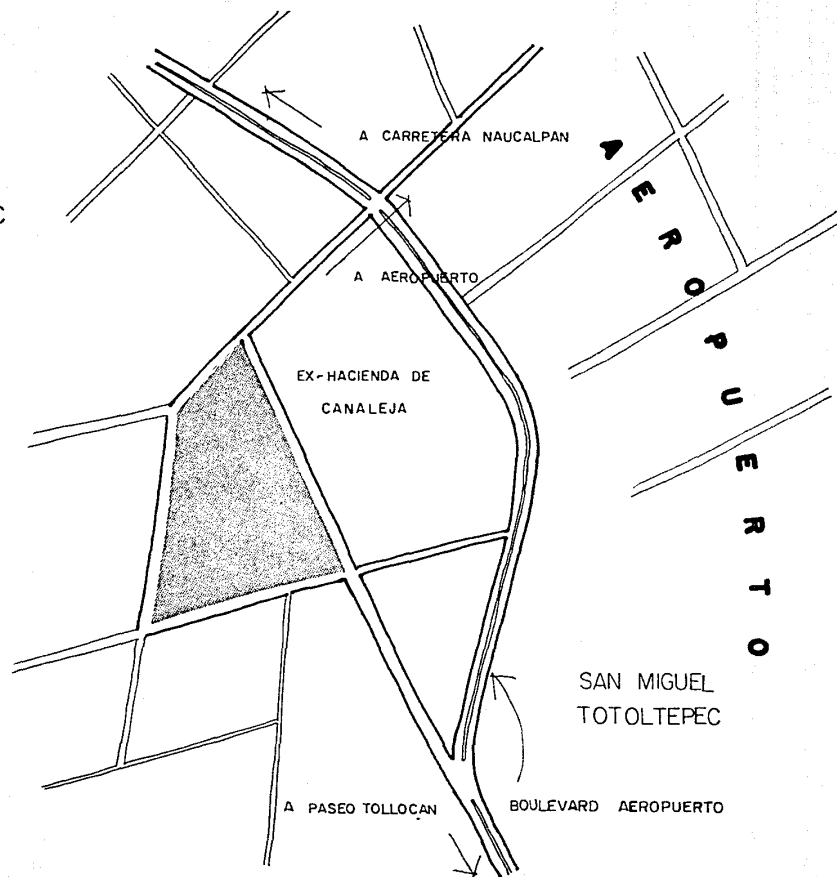 A CARRETERA NAUCALPAN
C
A AEROPUERTO
AEROPUERTO
EX-HACIENDA DE
CANALEJA
SAN MIGUEL
TOTOLTEPEC
A PASEO TOLLOCAN
BOULEVARD AEROPUERTO